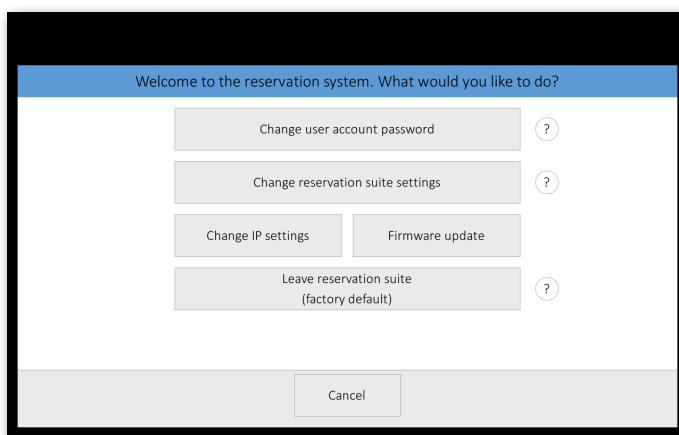 Welcome to the reservation system. What would you like to do?
Change user account password
?
Change reservation suite settings
?
Change IP settings
Firmware update
Leave reservation suite
(factory default)
?
Cancel